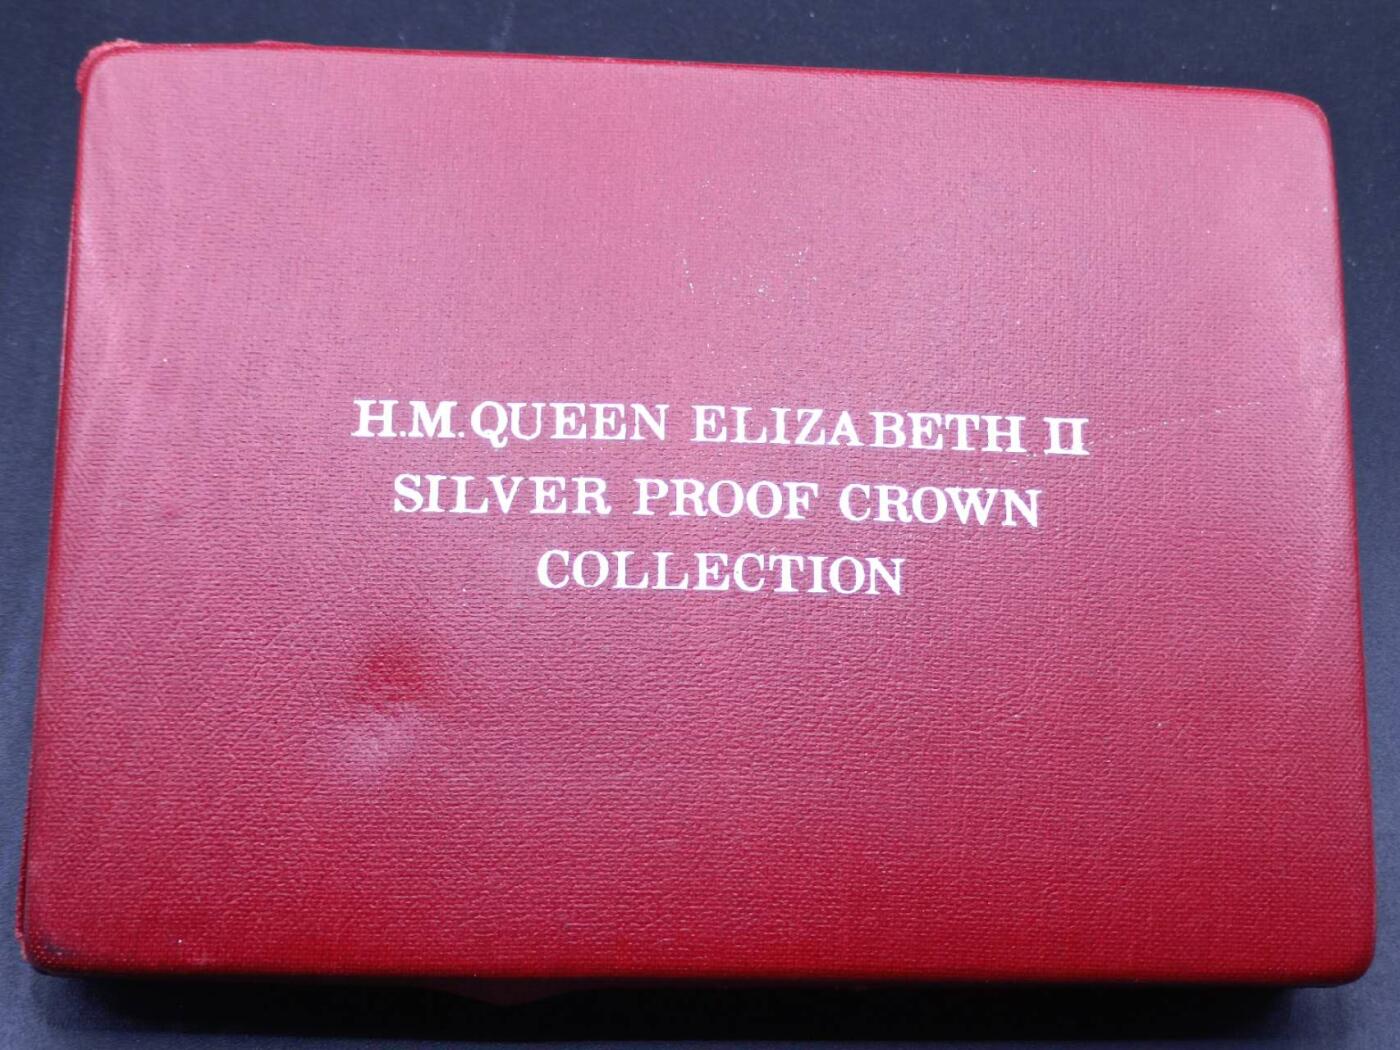 H.M. QUEEN ELIZABETH II
SILVER PROOF CROWN
COLLECTION